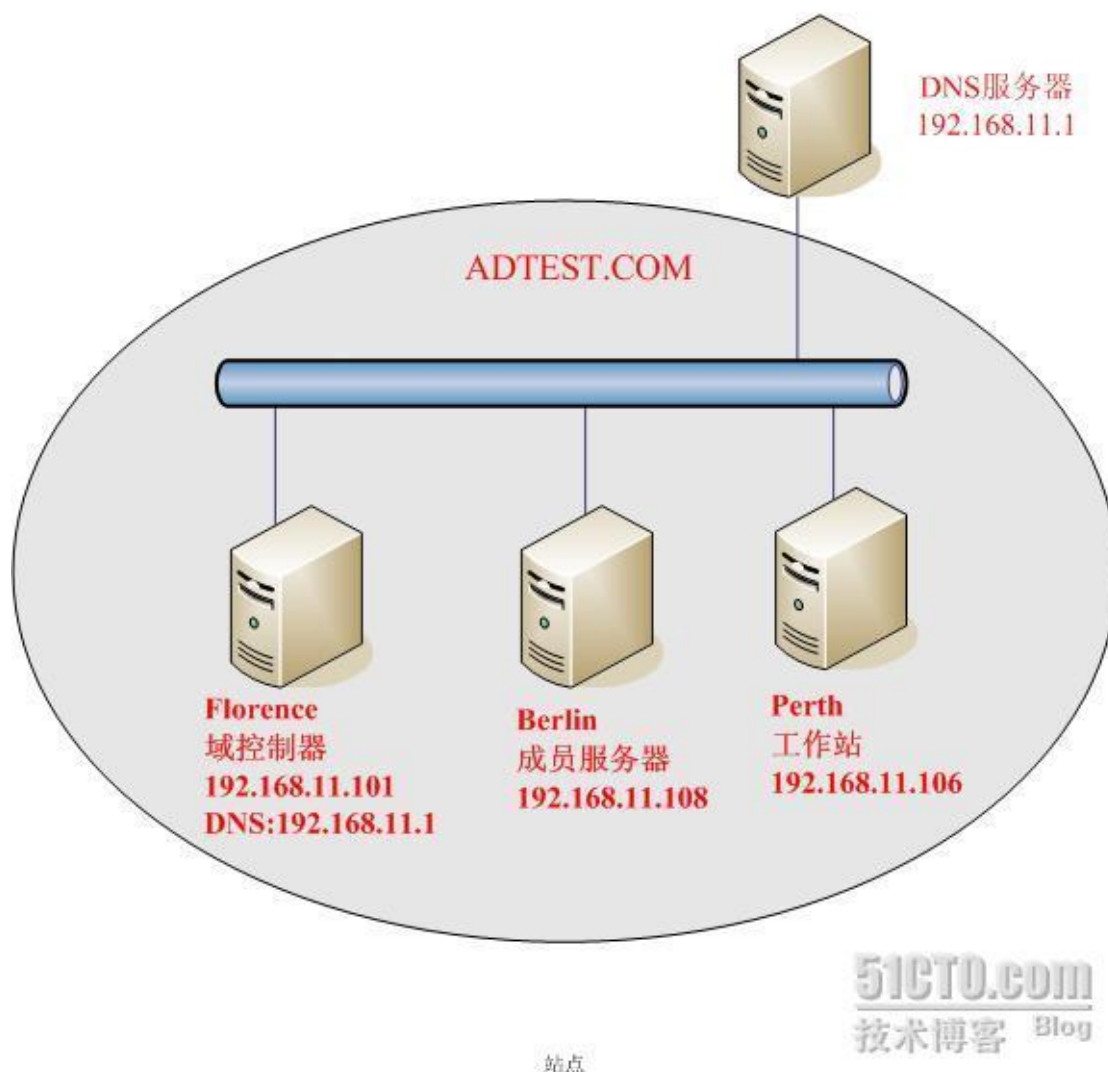 DNS服务器
192.168.11.1
ADTEST.COM
Florence
域控制器
192.168.11.101
DNS:192.168.11.1
Berlin
成员服务器
192.168.11.108
Perth
工作站
192.168.11.106
51CTO.com
技术博客 Blog
站点